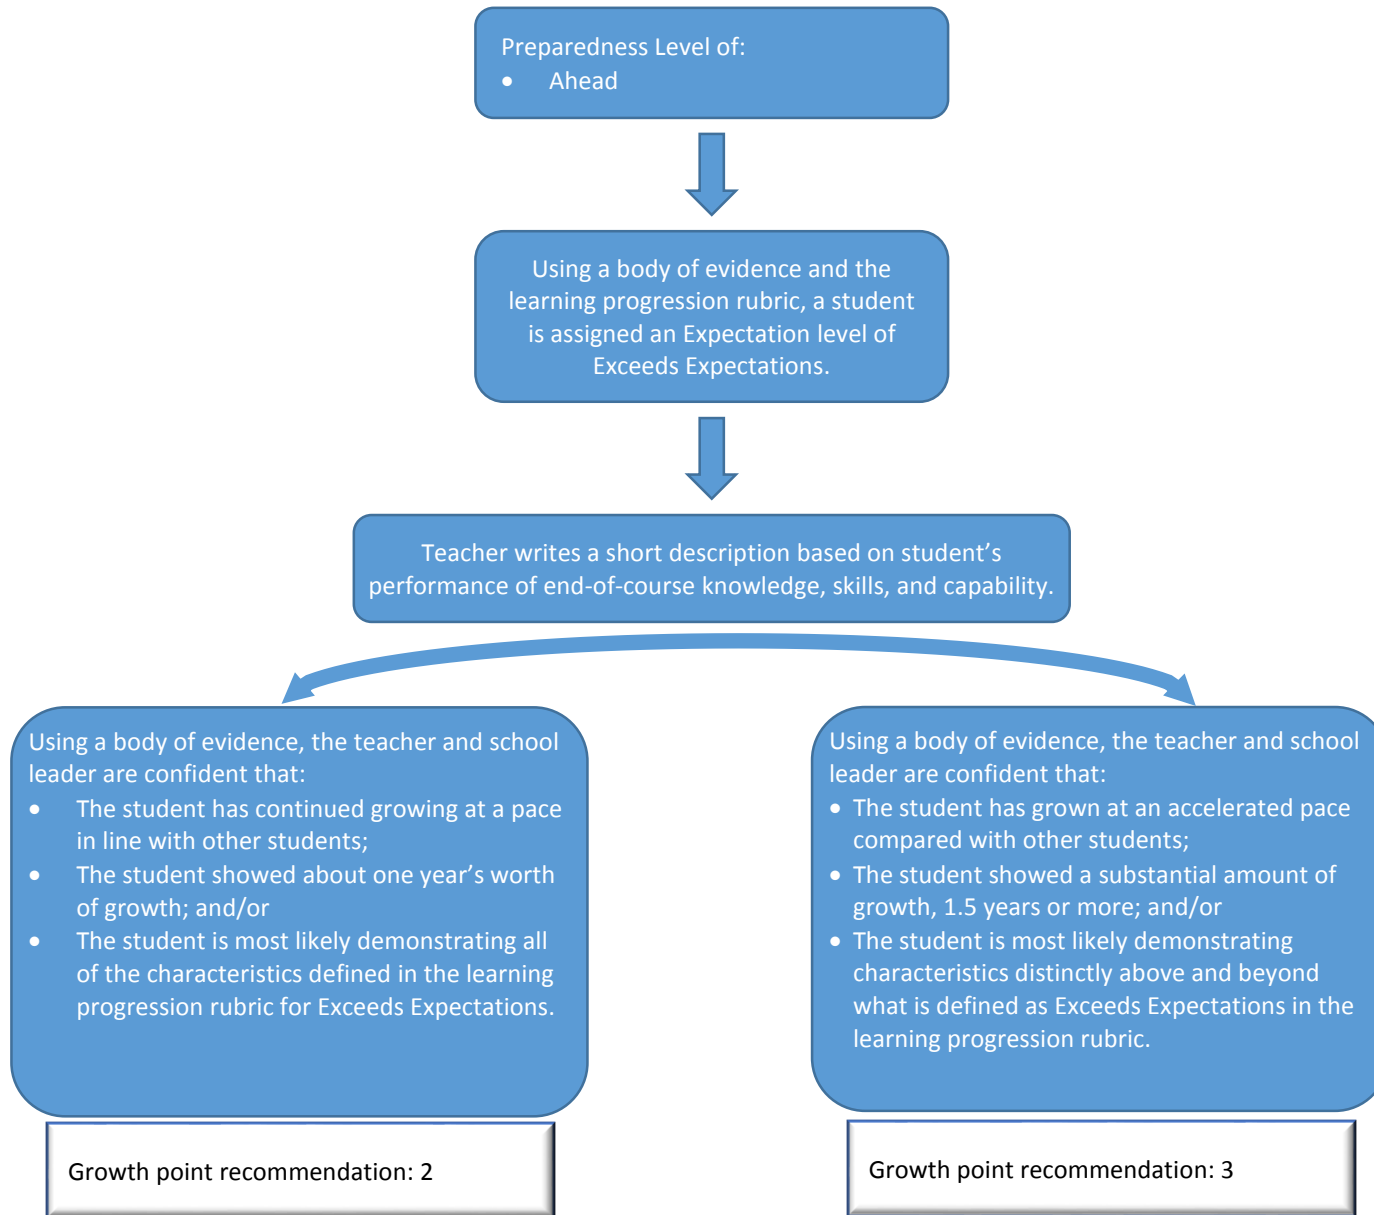 Preparedness Level of:
• Ahead
Using a body of evidence and the
learning progression rubric, a student
is assigned an Expectation level of
Exceeds Expectations.
Teacher writes a short description based on student’s
performance of end-of-course knowledge, skills, and capability.
Using a body of evidence, the teacher and school
leader are confident that:
• The student has continued growing at a pace
in line with other students;
• The student showed about one year’s worth
of growth; and/or
• The student is most likely demonstrating all
of the characteristics defined in the learning
progression rubric for Exceeds Expectations.
Growth point recommendation: 2
Using a body of evidence, the teacher and school
leader are confident that:
• The student has grown at an accelerated pace
compared with other students;
• The student showed a substantial amount of
growth, 1.5 years or more; and/or
• The student is most likely demonstrating
characteristics distinctly above and beyond
what is defined as Exceeds Expectations in the
learning progression rubric.
Growth point recommendation: 3